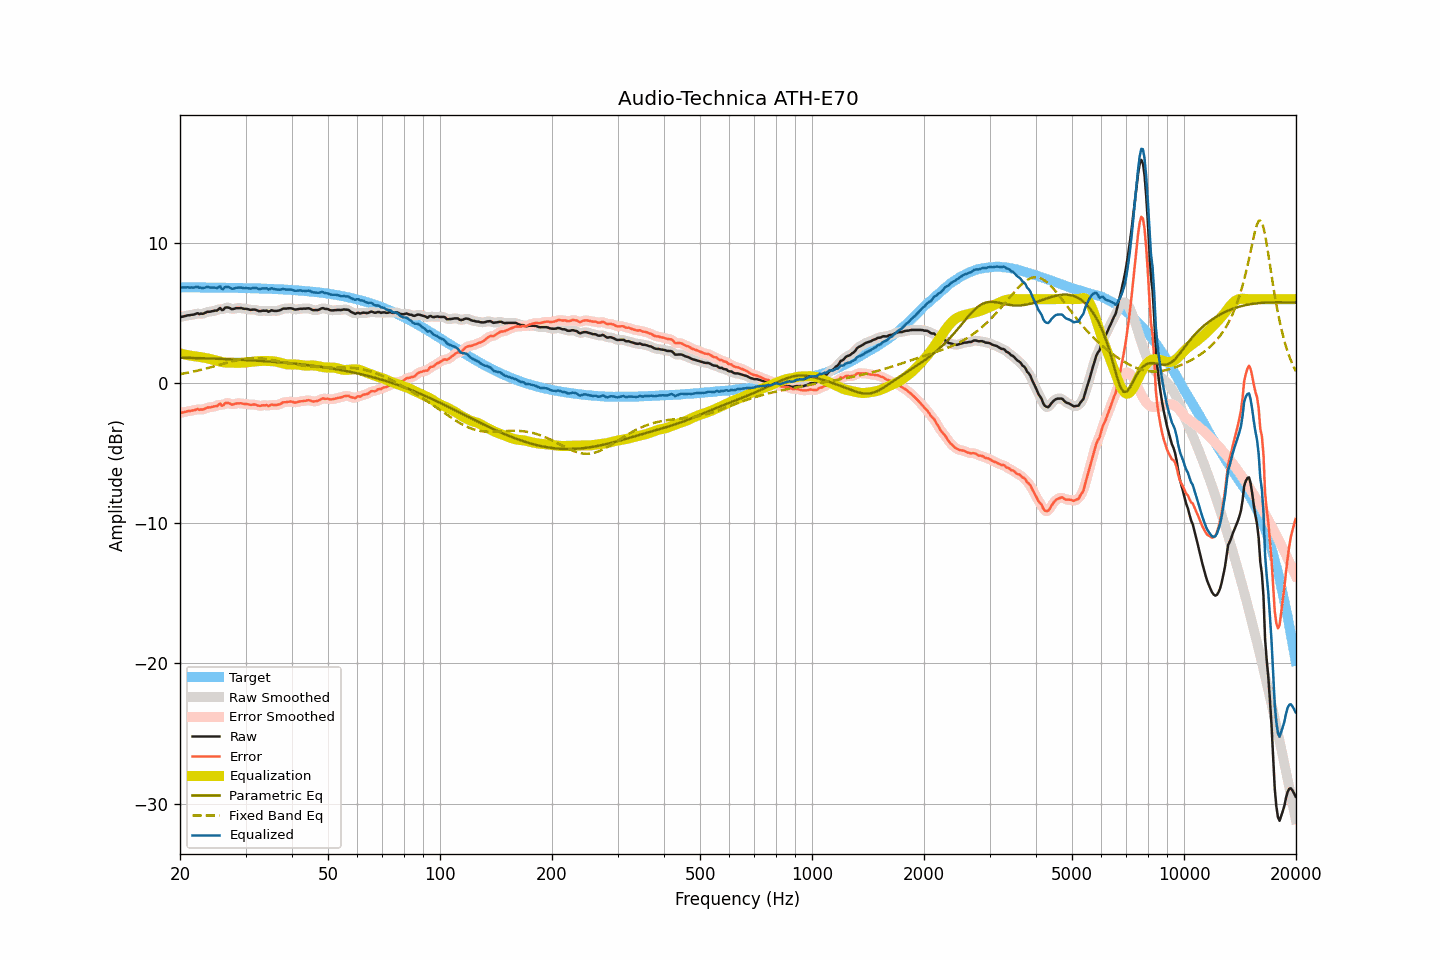 Audio-Technica ATH-E70
Amplitude (dBr)
10
0
−10
−20
−30
Target
Raw Smoothed
Error Smoothed
Raw
Error
Equalization
Parametric Eq
Fixed Band Eq
Equalized
20 50 100 200 500 1000 2000 5000 10000 20000
Frequency (Hz)